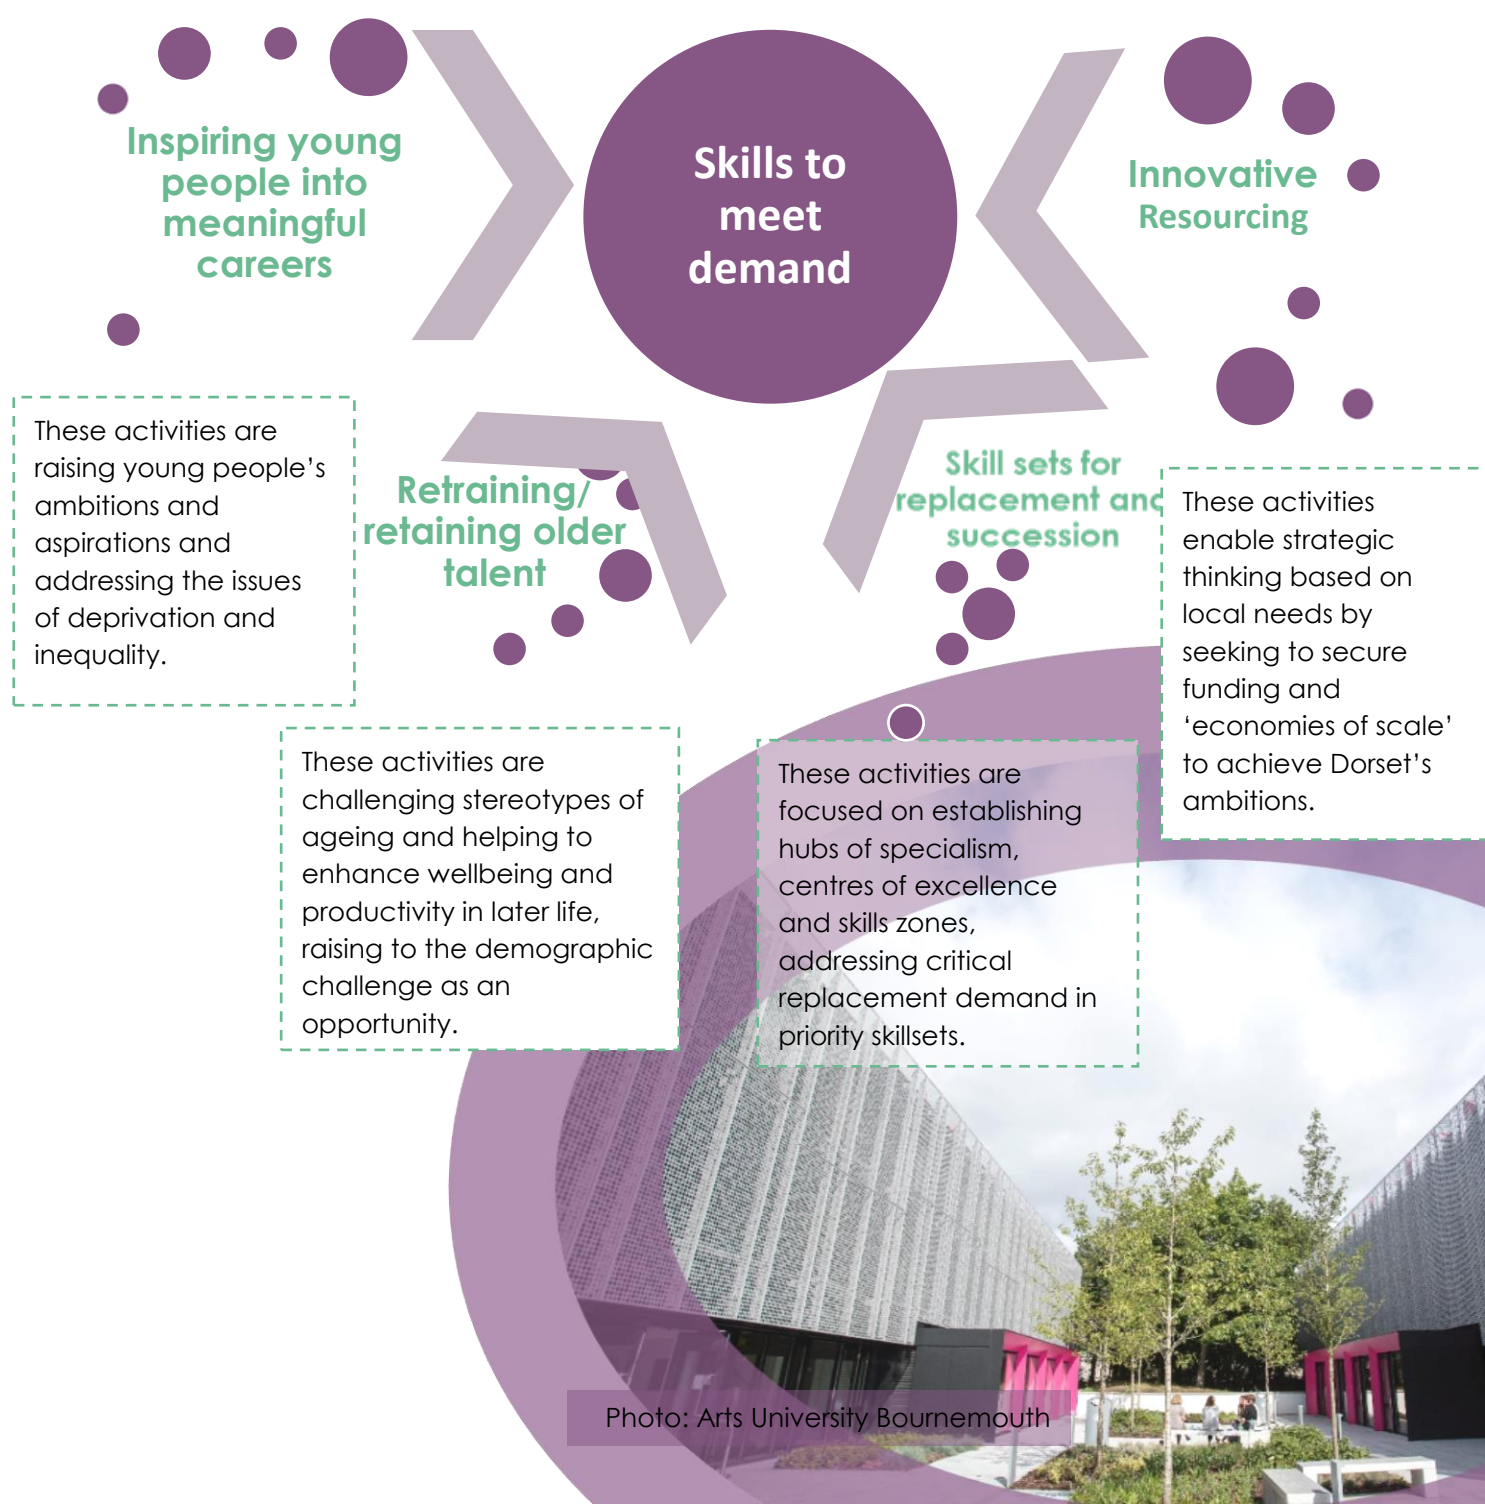 Inspiring young
people into
meaningful
careers
Skills to
meet
demand
Innovative
Resourcing
Retraining/
retaining older
talent
Skill sets for
replacement and
succession
These activities are
raising young people’s
ambitions and
aspirations and
addressing the issues
of deprivation and
inequality.
These activities are
challenging stereotypes of
ageing and helping to
enhance wellbeing and
productivity in later life,
raising to the demographic
challenge as an
opportunity.
These activities are
focused on establishing
hubs of specialism,
centres of excellence
and skills zones,
addressing critical
replacement demand in
priority skillsets.
These activities
enable strategic
thinking based on
local needs by
seeking to secure
funding and
‘economies of scale’
to achieve Dorset’s
ambitions.
Photo: Arts University Bournemouth